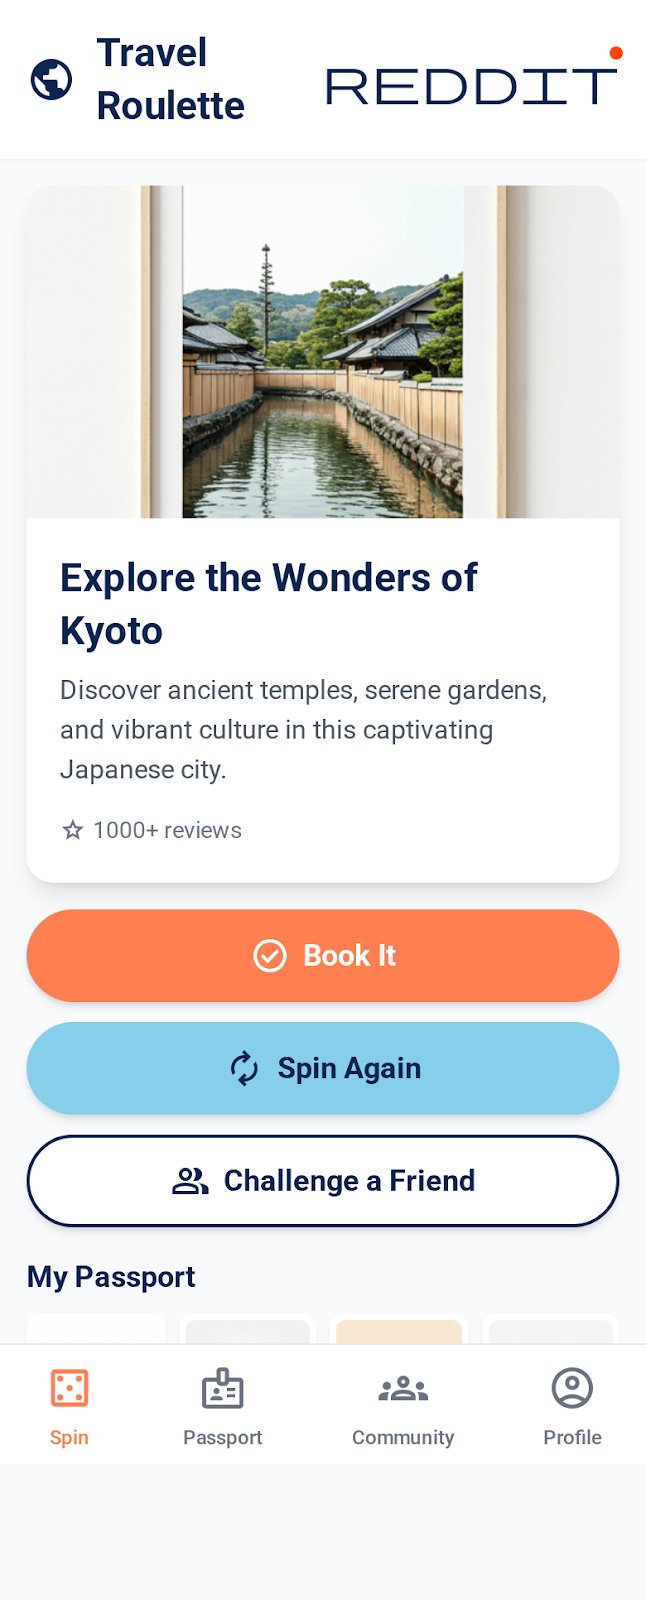 Travel
Roulette
REDDIT
Explore the Wonders of
Kyoto
Discover ancient temples, serene gardens,
and vibrant culture in this captivating
Japanese city.
1000+ reviews
Book It
Spin Again
Challenge a Friend
My Passport
Spin
Passport
Community
Profile